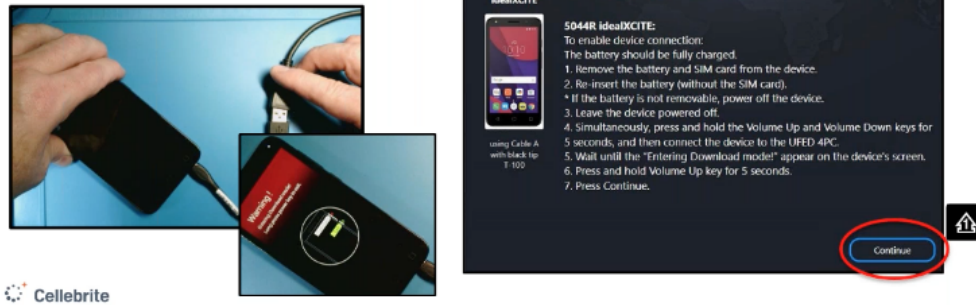 idealXCITE
5044R idealXCITE:
To enable device connection:
The battery should be fully charged.
1. Remove the battery and SIM card from the device.
2. Re-insert the battery (without the SIM card).
* If the battery is not removable, power off the device.
3. Leave the device powered off.
4. Simultaneously, press and hold the Volume Up and Volume Down keys for
5 seconds, and then connect the device to the UFED 4PC.
5. Wait until the "Entering Download mode!" appear on the device's screen.
6. Press and hold Volume Up key for 5 seconds.
7. Press Continue.
using Cable A
with black tip
T-100
Continue
Warning!
Cellebrite